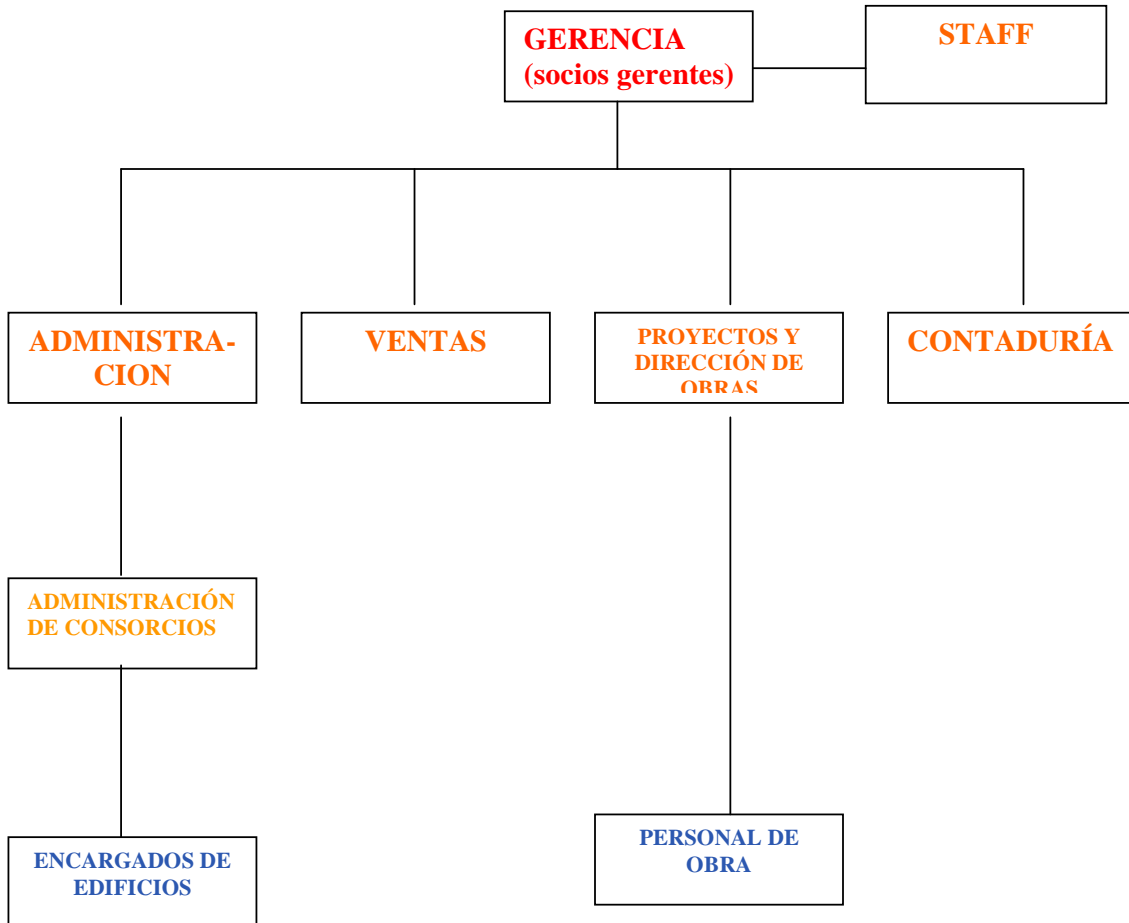 GERENCIA
(socios gerentes)
STAFF
ADMINISTRA-
CION
VENTAS
PROYECTOS Y
DIRECCIÓN DE
OBRAS
CONTADURÍA
ADMINISTRACIÓN
DE CONSORCIOS
ENCARGADOS DE
EDIFICIOS
PERSONAL DE
OBRA